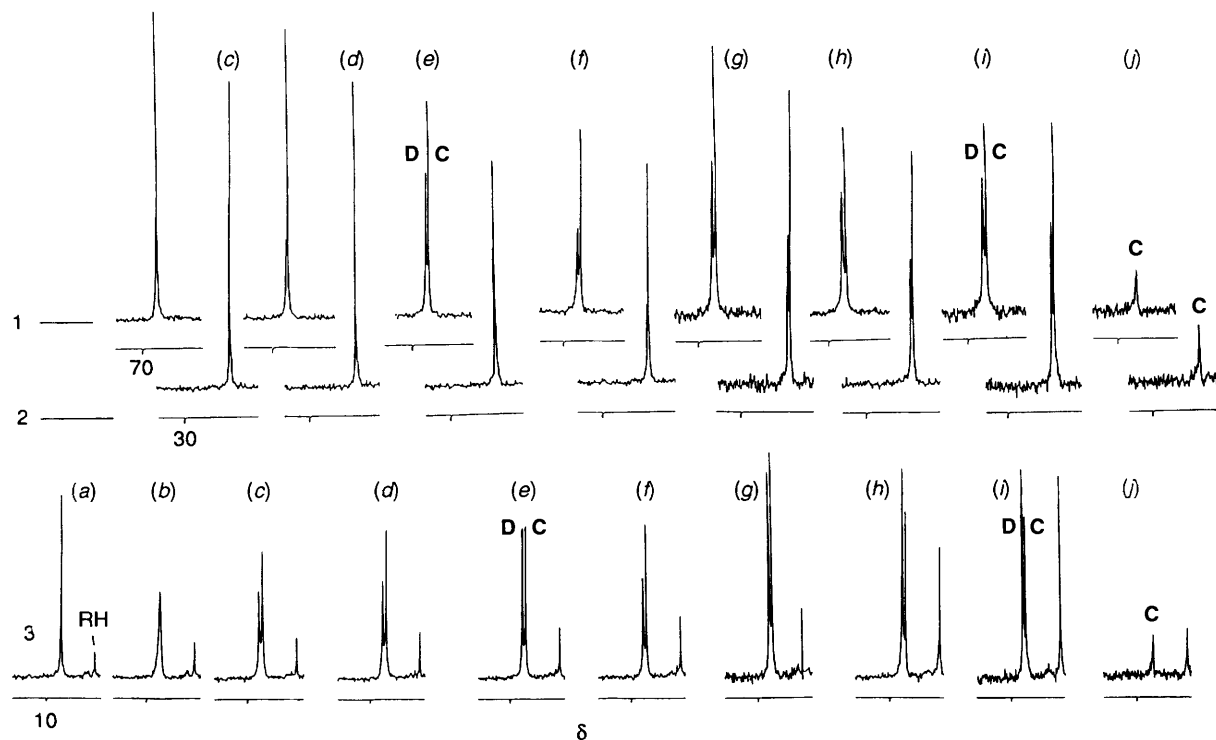 (c) (d) (e) (f) (g) (h) (i) (j)
D C D C C
1
70
C
2
30
(a) (b) (c) (d) (e) (f) (g) (h) (i) (j)
D C D C
RH C
3
10
δ